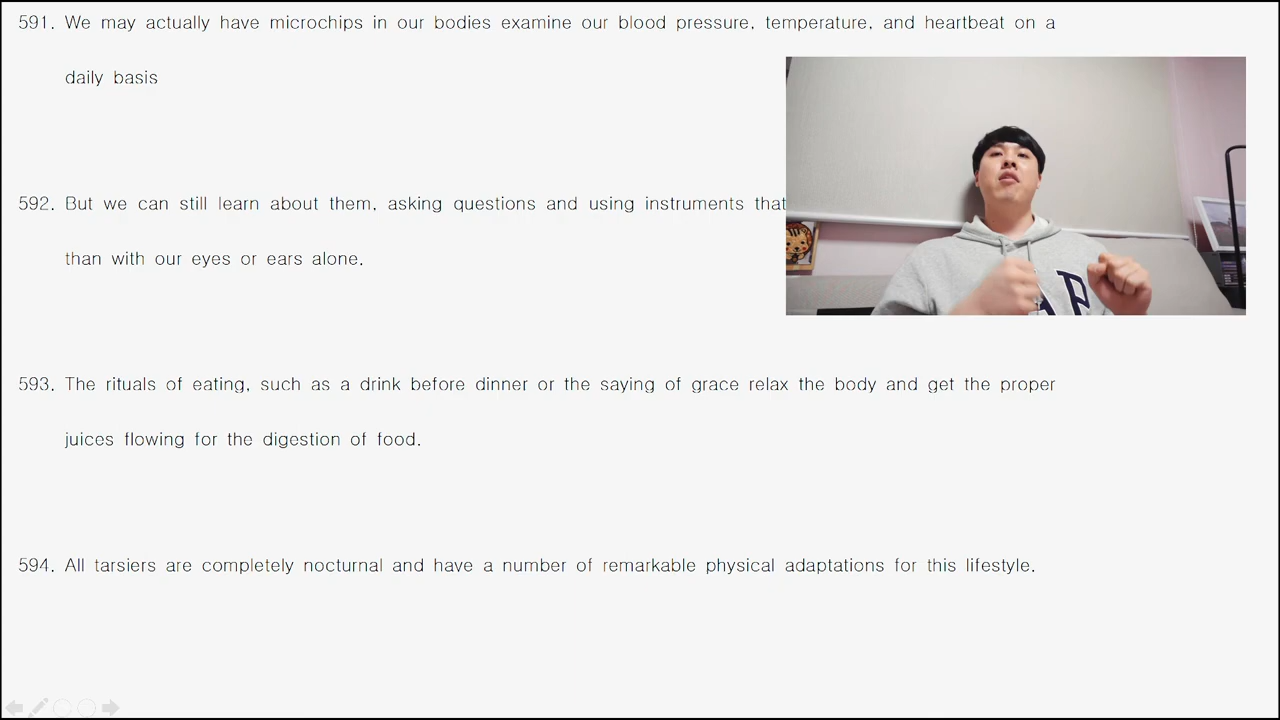 591. We may actually have microchips in our bodies examine our blood pressure, temperature, and heartbeat on a
daily basis
592. But we can still learn about them, asking questions and using instruments that
than with our eyes or ears alone.
593. The rituals of eating, such as a drink before dinner or the saying of grace relax the body and get the proper
juices flowing for the digestion of food.
594. All tarsiers are completely nocturnal and have a number of remarkable physical adaptations for this lifestyle.